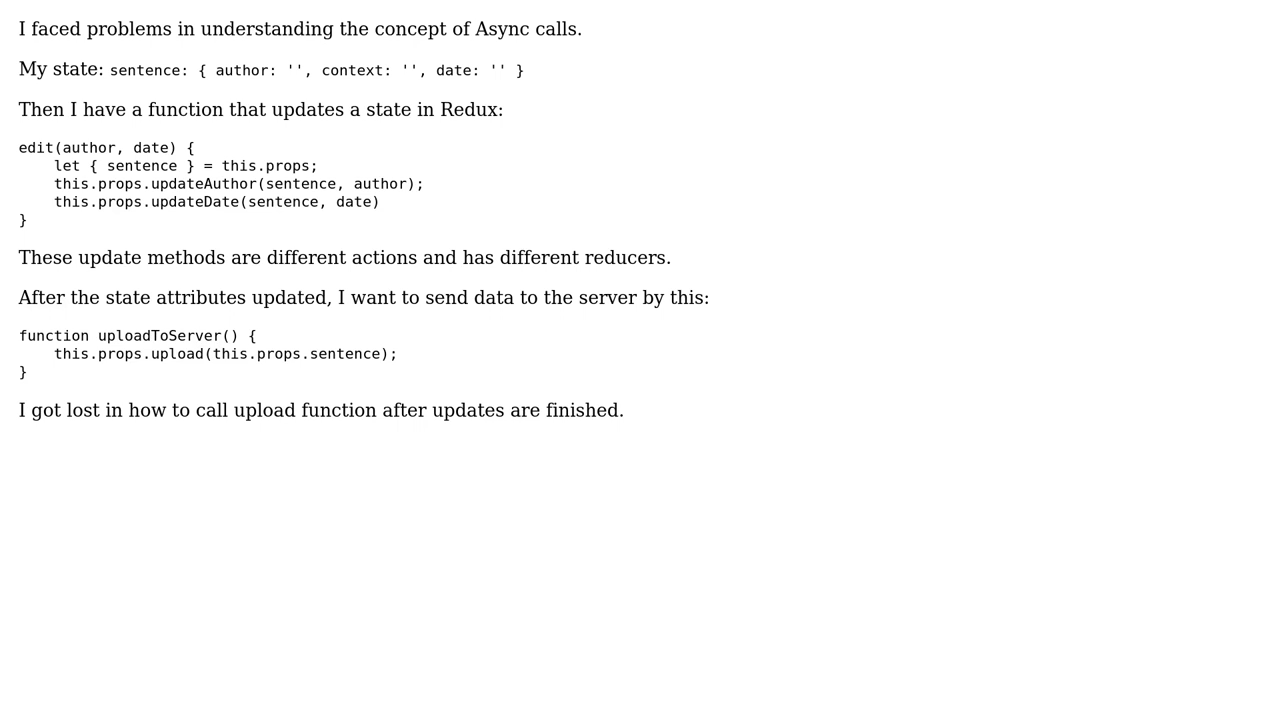 I faced problems in understanding the concept of Async calls.
My state: sentence: { author: '', context: '', date: '' }
Then I have a function that updates a state in Redux:
edit(author, date) {
    let { sentence } = this.props;
    this.props.updateAuthor(sentence, author);
    this.props.updateDate(sentence, date)
}
These update methods are different actions and has different reducers.
After the state attributes updated, I want to send data to the server by this:
function uploadToServer() {
    this.props.upload(this.props.sentence);
}
I got lost in how to call upload function after updates are finished.